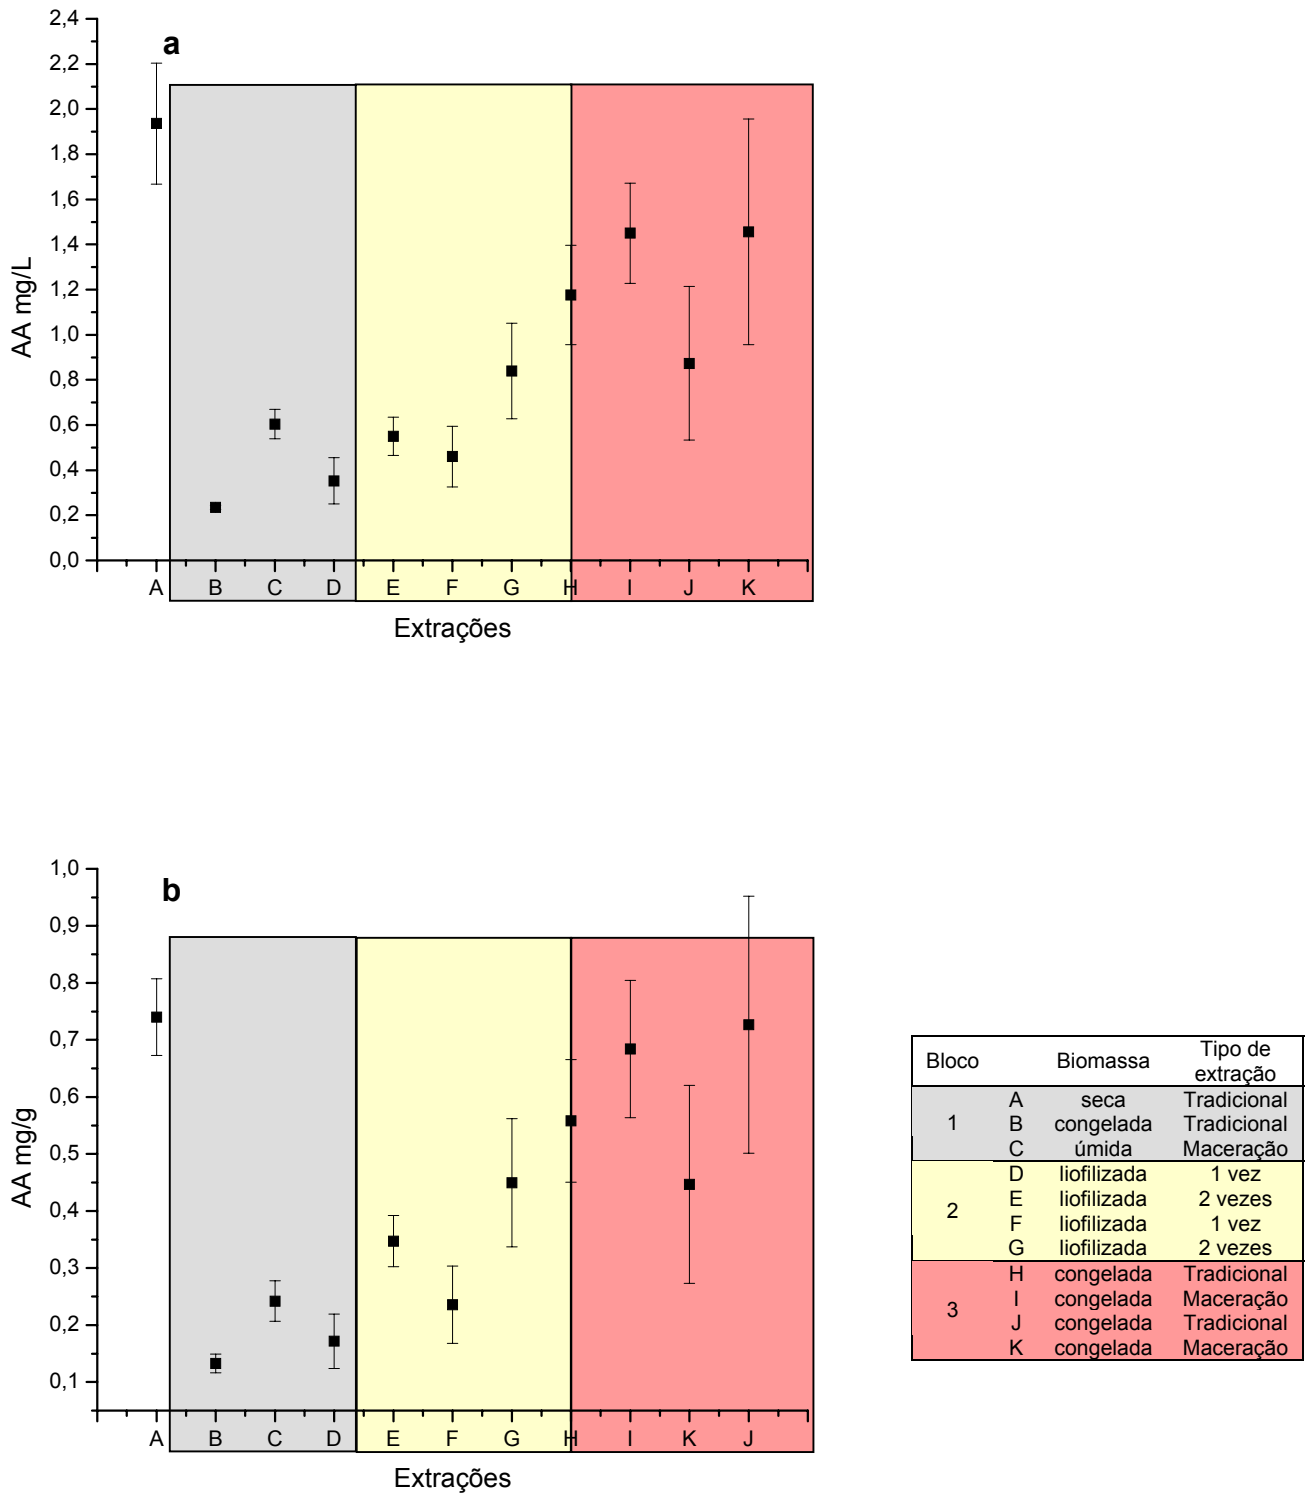 a
2,4
2,2
2,0
1,8
1,6
1,4
1,2
1,0
0,8
0,6
0,4
0,2
0,0
AA mg/L
A B C D E F G H I J K
Extrações
b
1,0
0,9
0,8
0,7
0,6
0,5
0,4
0,3
0,2
0,1
AA mg/g
A B C D E F G H I K J
Extrações
Bloco Biomassa Tipo de extração
1
A seca Tradicional
B congelada Tradicional
C úmida Maceração
2
D liofilizada 1 vez
E liofilizada 2 vezes
F liofilizada 1 vez
G liofilizada 2 vezes
3
H congelada Tradicional
I congelada Maceração
J congelada Tradicional
K congelada Maceração